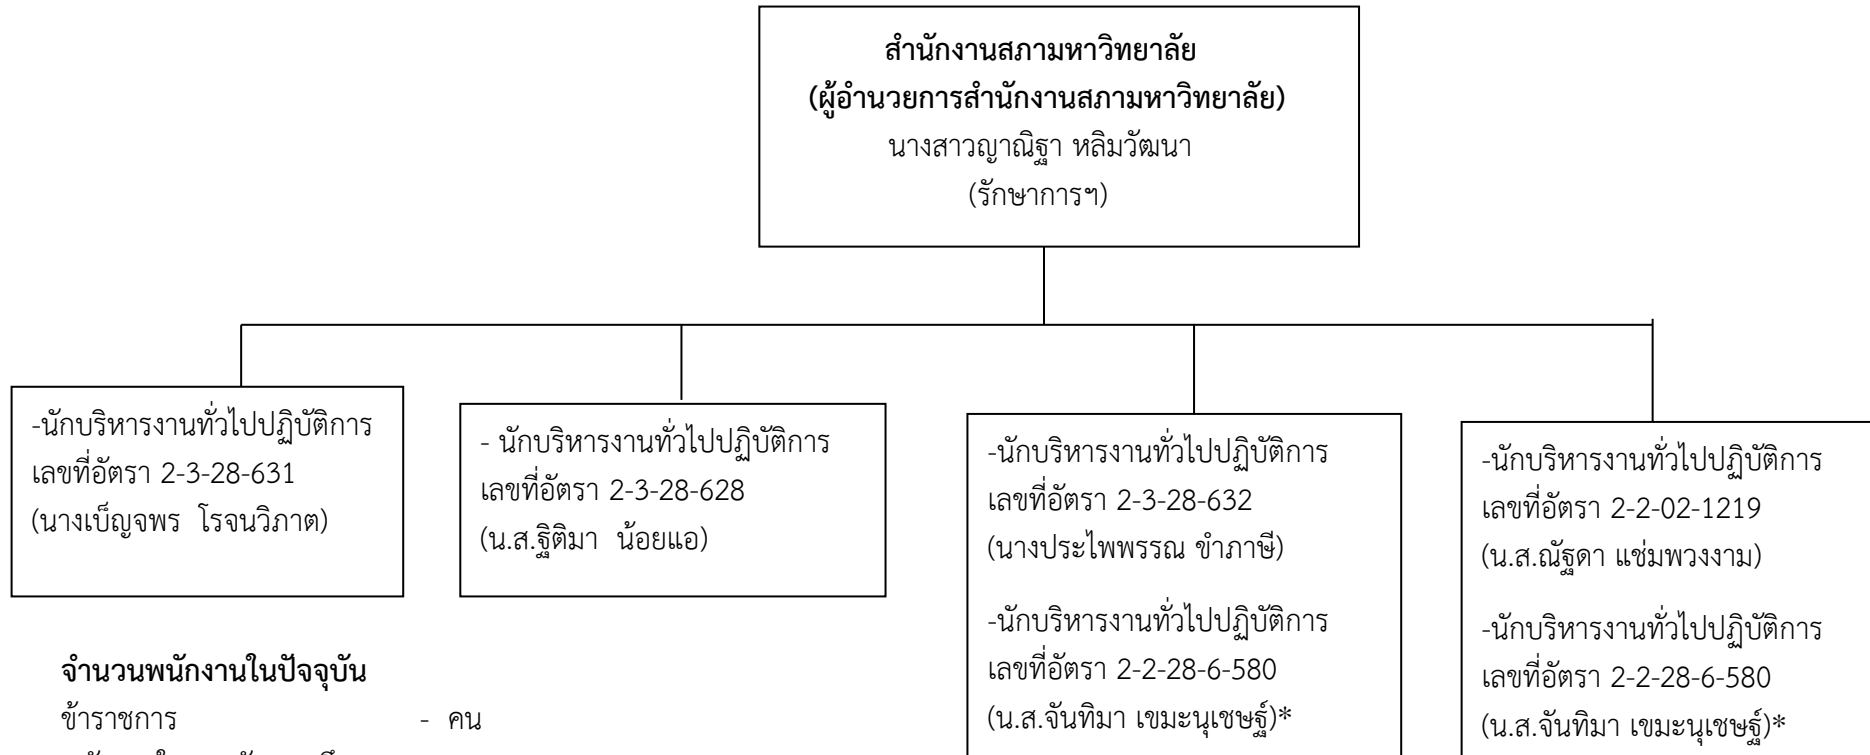 สำนักงานสภามหาวิทยาลัย
(ผู้อำนวยการสำนักงานสภามหาวิทยาลัย)
นางสาวญาณิฐา หลิมวัฒนา
(รักษาการฯ)
-นักบริหารงานทั่วไปปฏิบัติการ
เลขที่อัตรา 2-3-28-631
(นางเบ็ญจพร โรจนวิภาต)
- นักบริหารงานทั่วไปปฏิบัติการ
เลขที่อัตรา 2-3-28-628
(น.ส.ฐิติมา น้อยแอ)
-นักบริหารงานทั่วไปปฏิบัติการ
เลขที่อัตรา 2-3-28-632
(นางประไพพรรณ ขำภาษี)
-นักบริหารงานทั่วไปปฏิบัติการ
เลขที่อัตรา 2-2-28-6-580
(น.ส.จันทิมา เขมะนุเชษฐ์)*
-นักบริหารงานทั่วไปปฏิบัติการ
เลขที่อัตรา 2-2-02-1219
(น.ส.ณัฐดา แช่มพวงงาม)
-นักบริหารงานทั่วไปปฏิบัติการ
เลขที่อัตรา 2-2-28-6-580
(น.ส.จันทิมา เขมะนุเชษฐ์)*
จำนวนพนักงานในปัจจุบัน
ข้าราชการ - คน